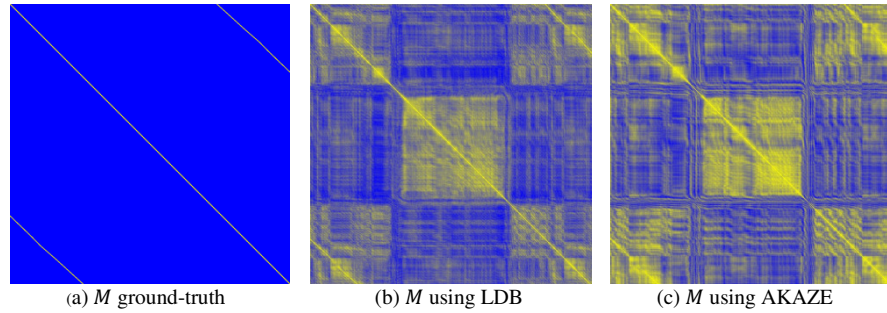 (a) M ground-truth
(b) M using LDB
(c) M using AKAZE